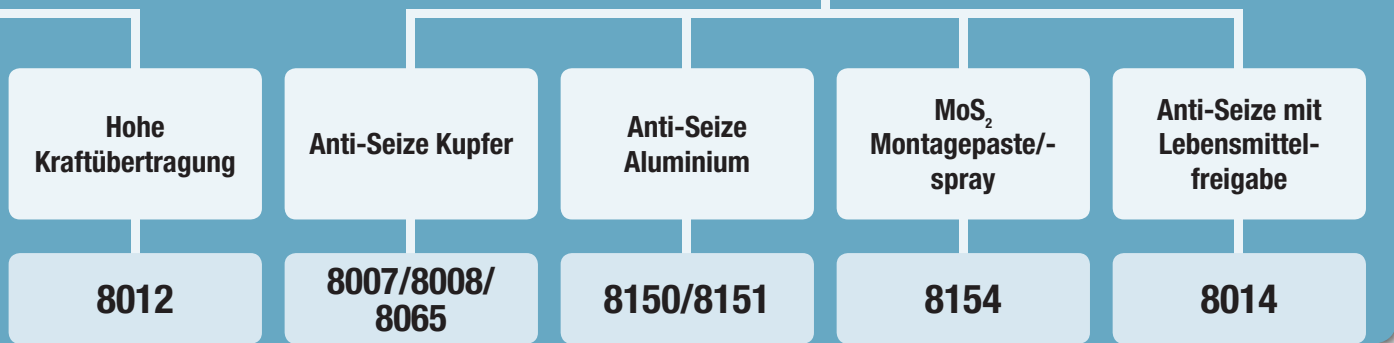 Hohe
Kraftübertragung
Anti-Seize Kupfer
Anti-Seize
Aluminium
MoS₂
Montagepaste/-
spray
Anti-Seize mit
Lebensmittel-
freigabe
8012
8007/8008/
8065
8150/8151
8154
8014